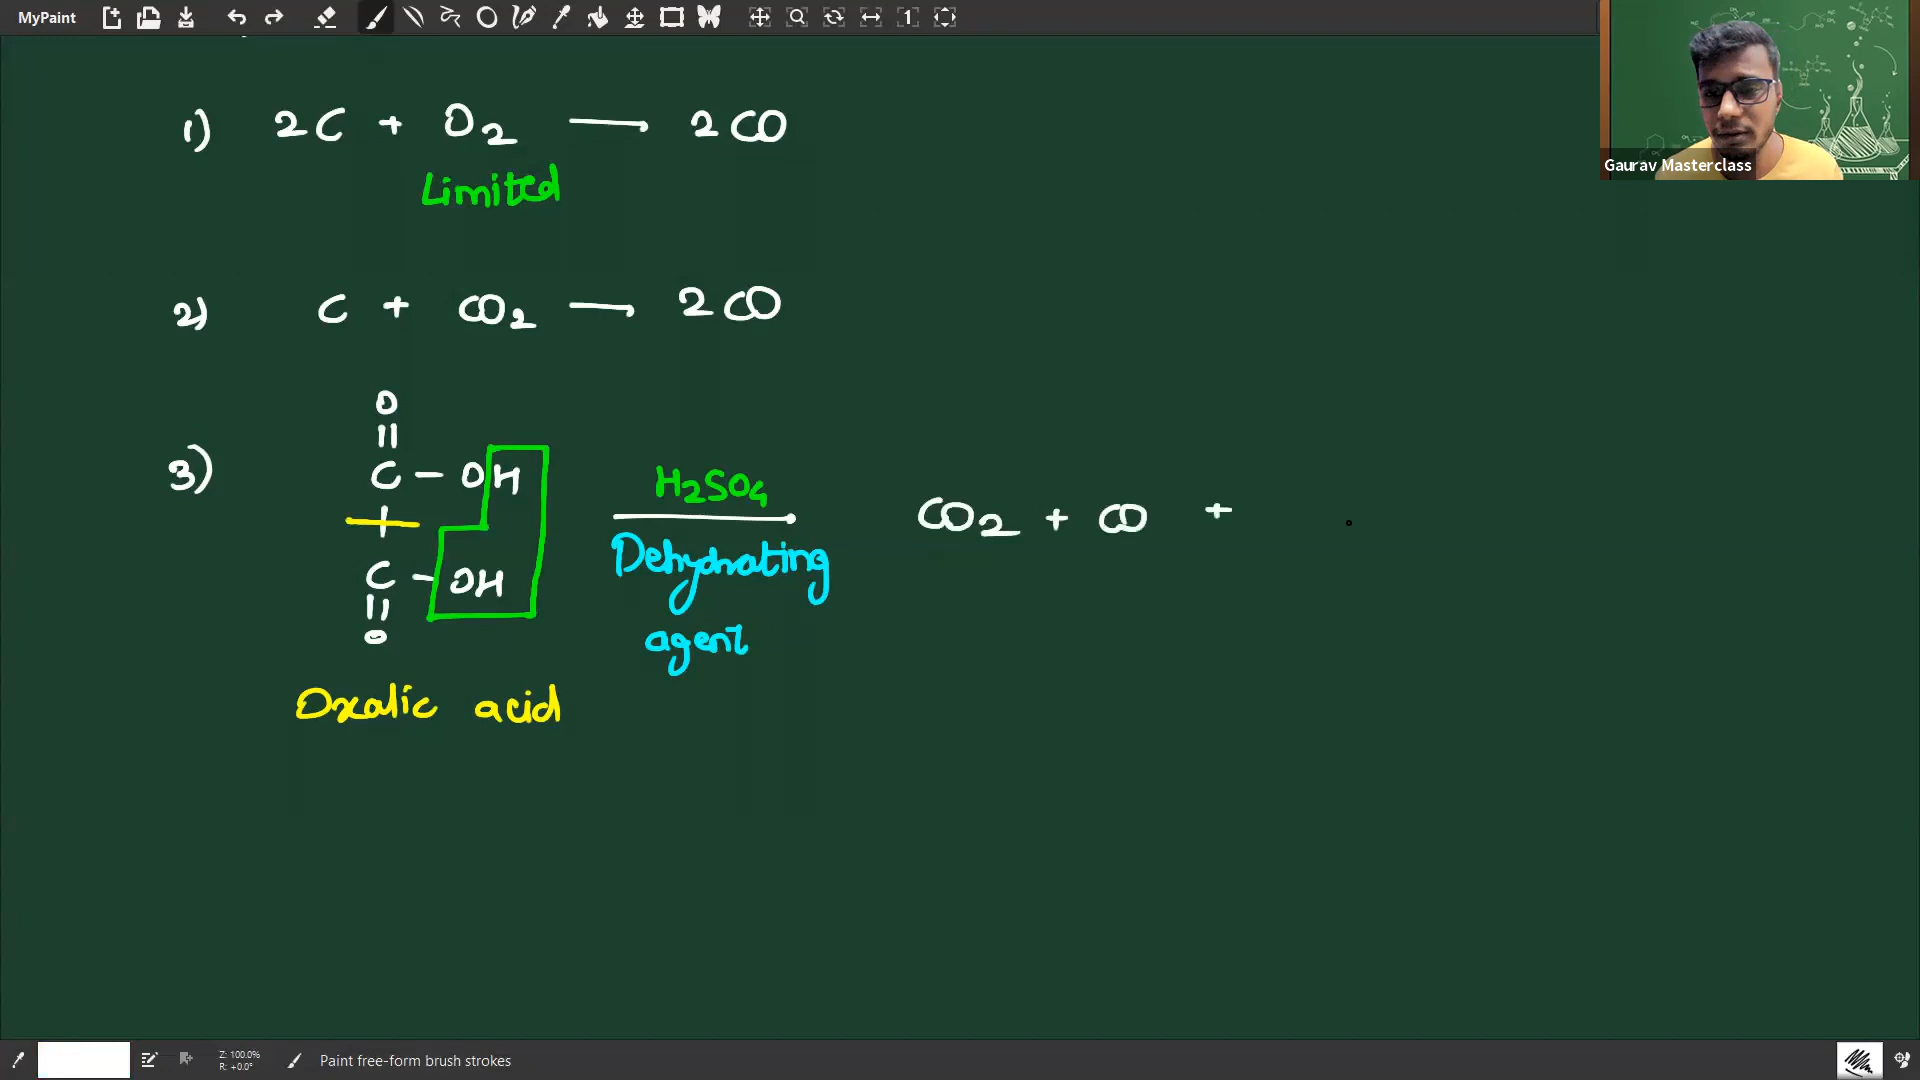 MyPaint
Gaurav Masterclass
1) 2C + O2 → 2CO
Limited
2) C + CO2 → 2CO
O
||
3) C - OH H2SO4 CO2 + CO +
|
Dehydrating
C - OH
||
O
agent
Oxalic acid
Z: 100.0%
R: +0.0°
Paint free-form brush strokes